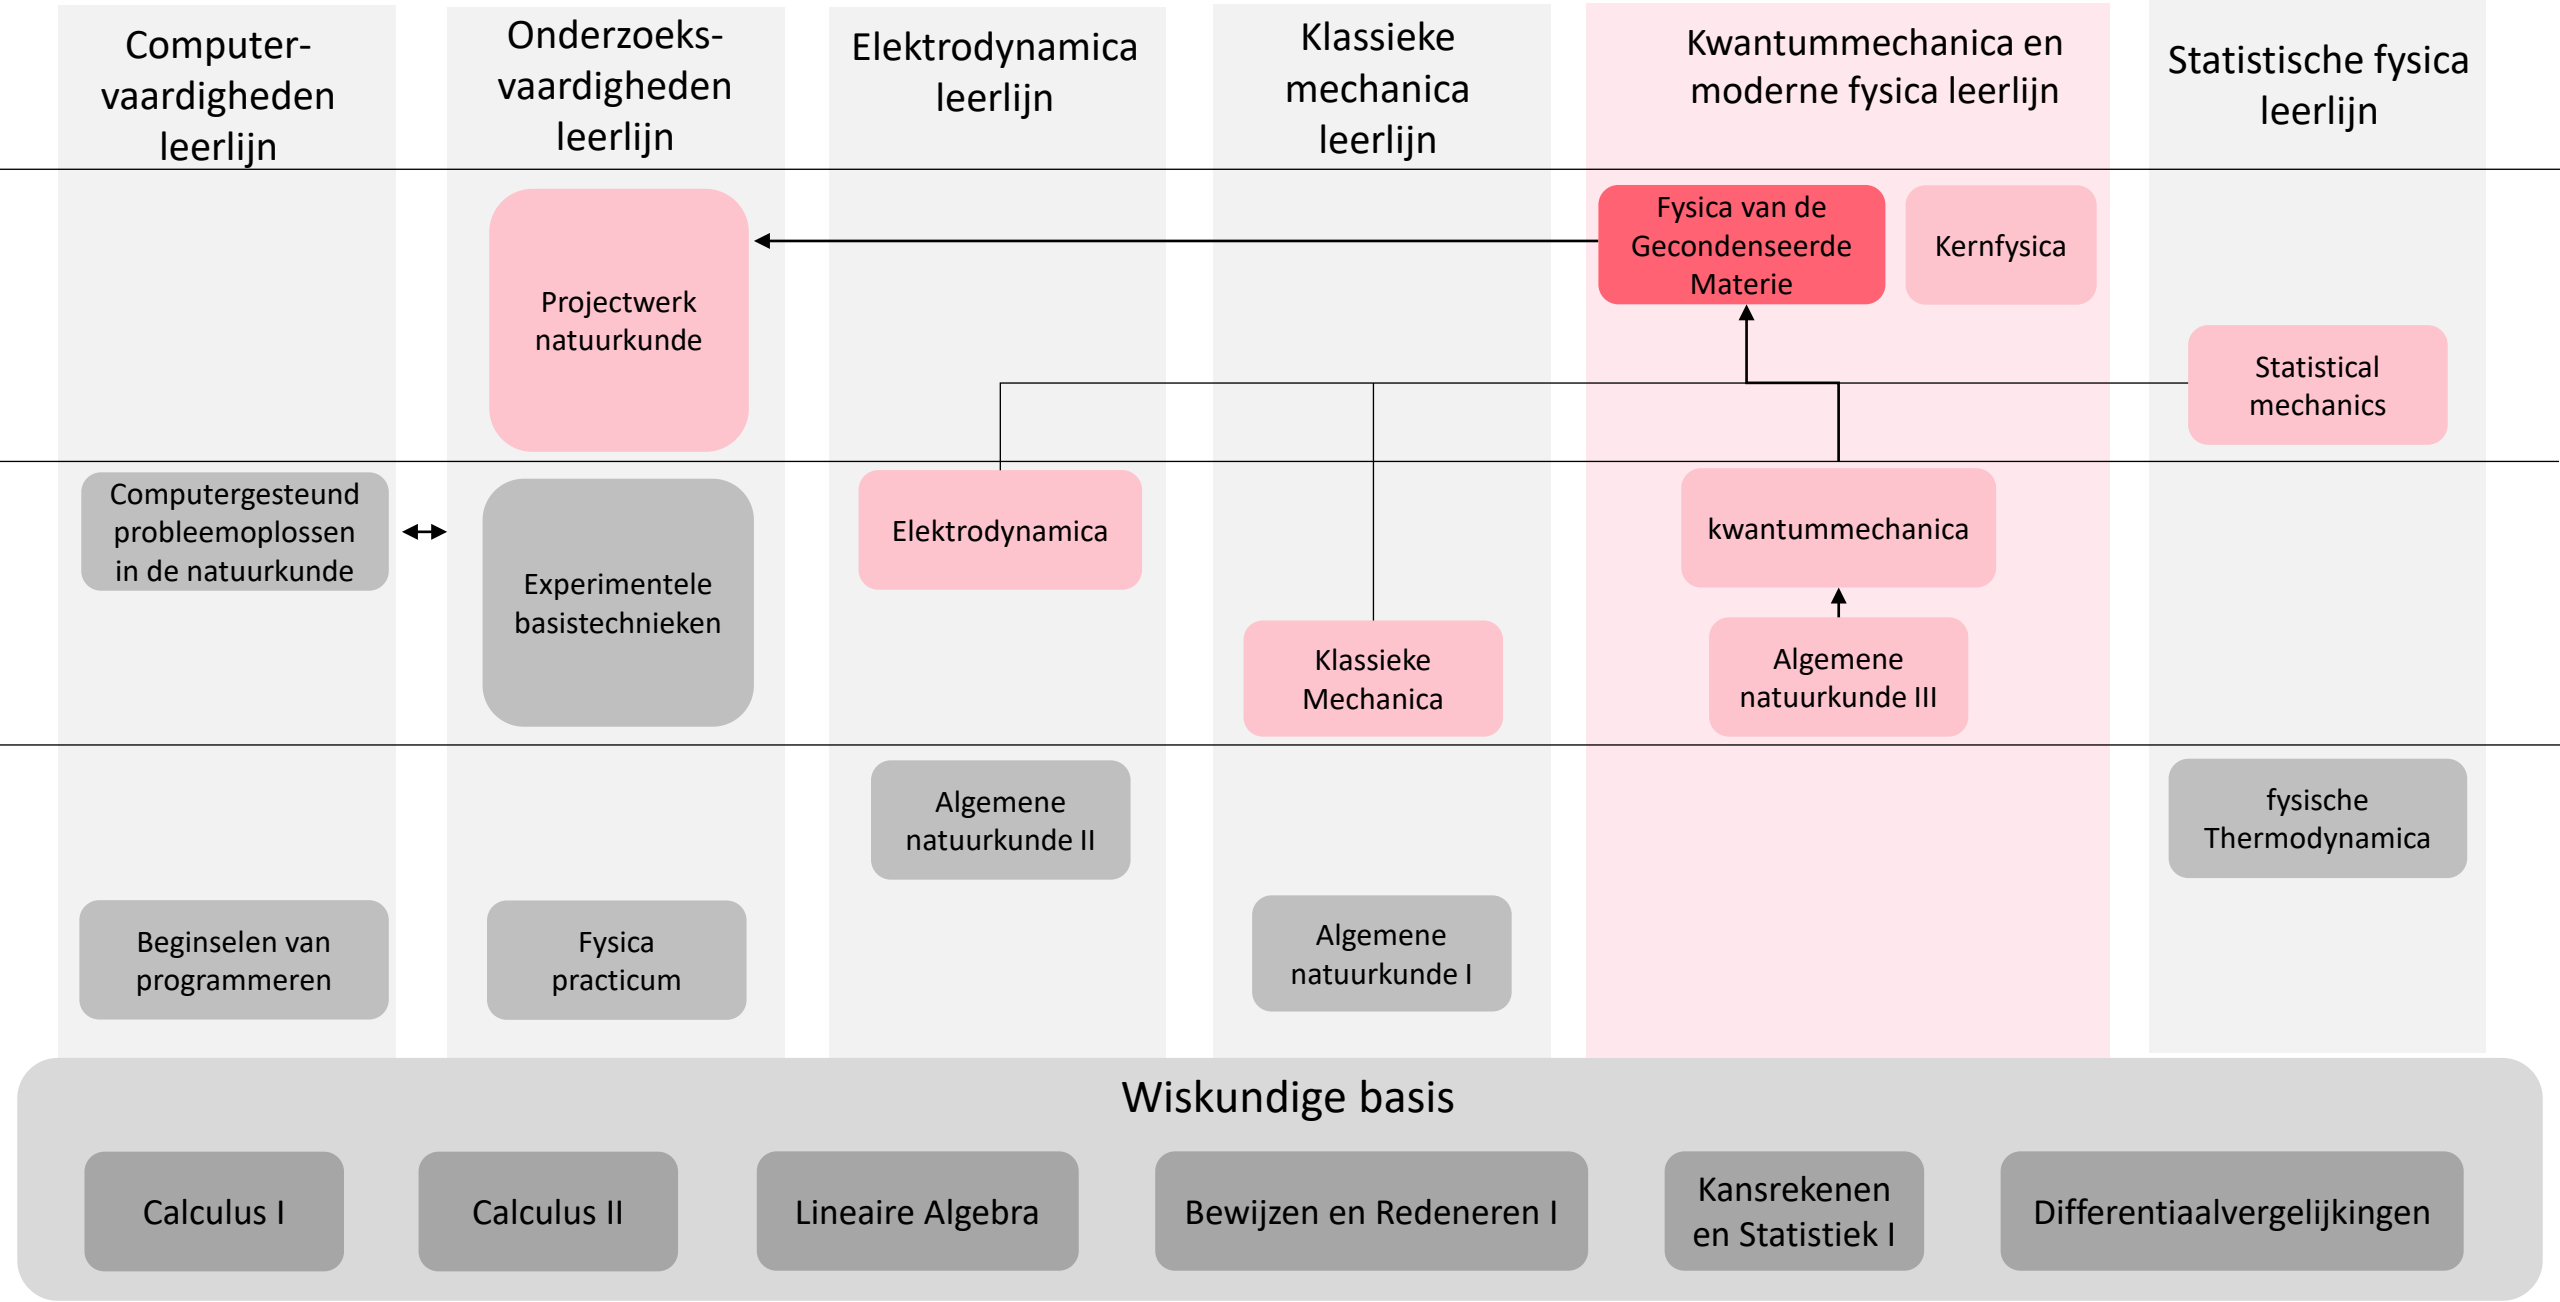 Computer-
vaardigheden
leerlijn
Onderzoeks-
vaardigheden
leerlijn
Elektrodynamica
leerlijn
Klassieke
mechanica
leerlijn
Kwantummechanica en
moderne fysica leerlijn
Statistische fysica
leerlijn
Projectwerk
natuurkunde
Fysica van de
Gecondenseerde
Materie
Kernfysica
Statistical
mechanics
Computergesteund
probleemoplossen
in de natuurkunde
Experimentele
basistechnieken
Elektrodynamica
Klassieke
Mechanica
kwantummechanica
Algemene
natuurkunde III
Algemene
natuurkunde II
fysische
Thermodynamica
Beginselen van
programmeren
Fysica
practicum
Algemene
natuurkunde I
Wiskundige basis
Calculus I
Calculus II
Lineaire Algebra
Bewijzen en Redeneren I
Kansrekenen
en Statistiek I
Differentiaalvergelijkingen